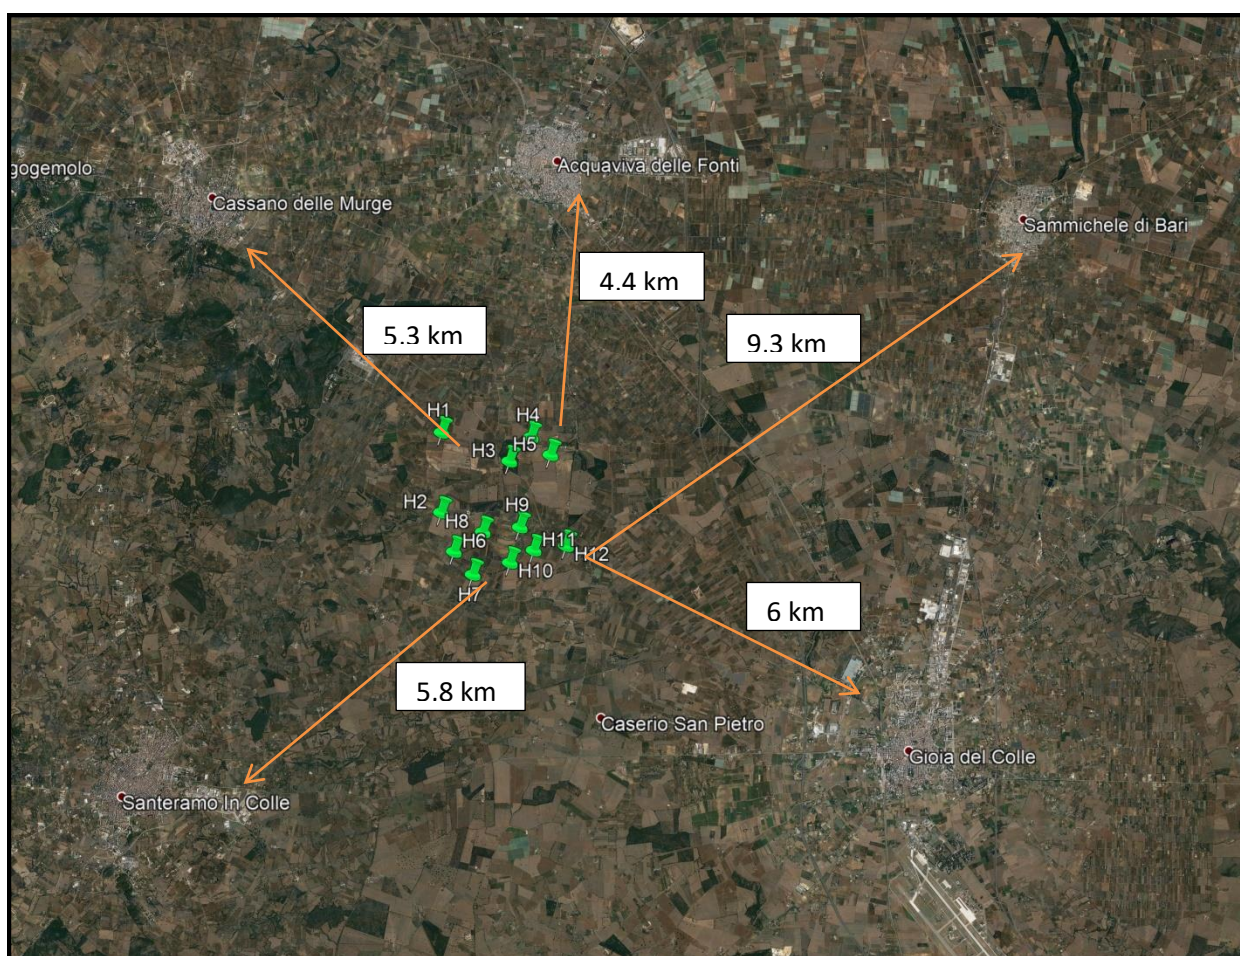 Acquaviva delle Fonti
gogemolo
Cassano delle Murge
Sammichele di Bari
4.4 km
5.3 km
9.3 km
H1
H4
H3
H5
H2
H8
H9
H6
H11
H12
H10
H7
6 km
5.8 km
Caserio San Pietro
Gioia del Colle
Santeramo In Colle